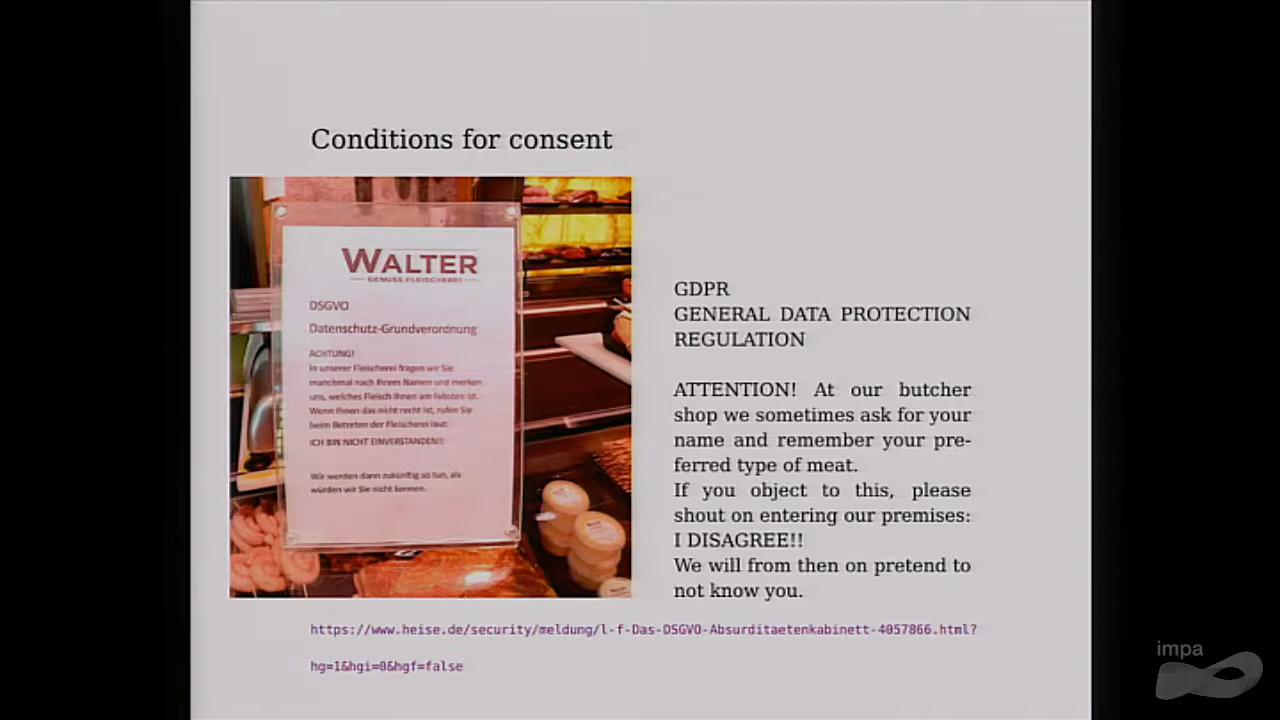 Conditions for consent
WALTER
GENUSS FLEISCHEREI
DSGVO
Datenschutz-Grundverordnung
ACHTUNG!
In unserer Fleischerei fragen wir Sie
manchmal nach Ihrem Namen und merken
uns, welches Fleisch Ihnen am liebsten ist.
Wenn Ihnen das nicht recht ist, rufen Sie
beim Betreten der Fleischerei laut:
ICH BIN NICHT EINVERSTANDEN!!
Wir werden dann zukünftig so tun, als
würden wir Sie nicht kennen.
GDPR
GENERAL DATA PROTECTION
REGULATION
ATTENTION! At our butcher
shop we sometimes ask for your
name and remember your pre-
ferred type of meat.
If you object to this, please
shout on entering our premises:
I DISAGREE!!
We will from then on pretend to
not know you.
https://www.heise.de/security/meldung/l-f-Das-DSGVO-Absurditaetenkabinett-4057866.html?
hg=1&hgi=0&hgf=false
impa